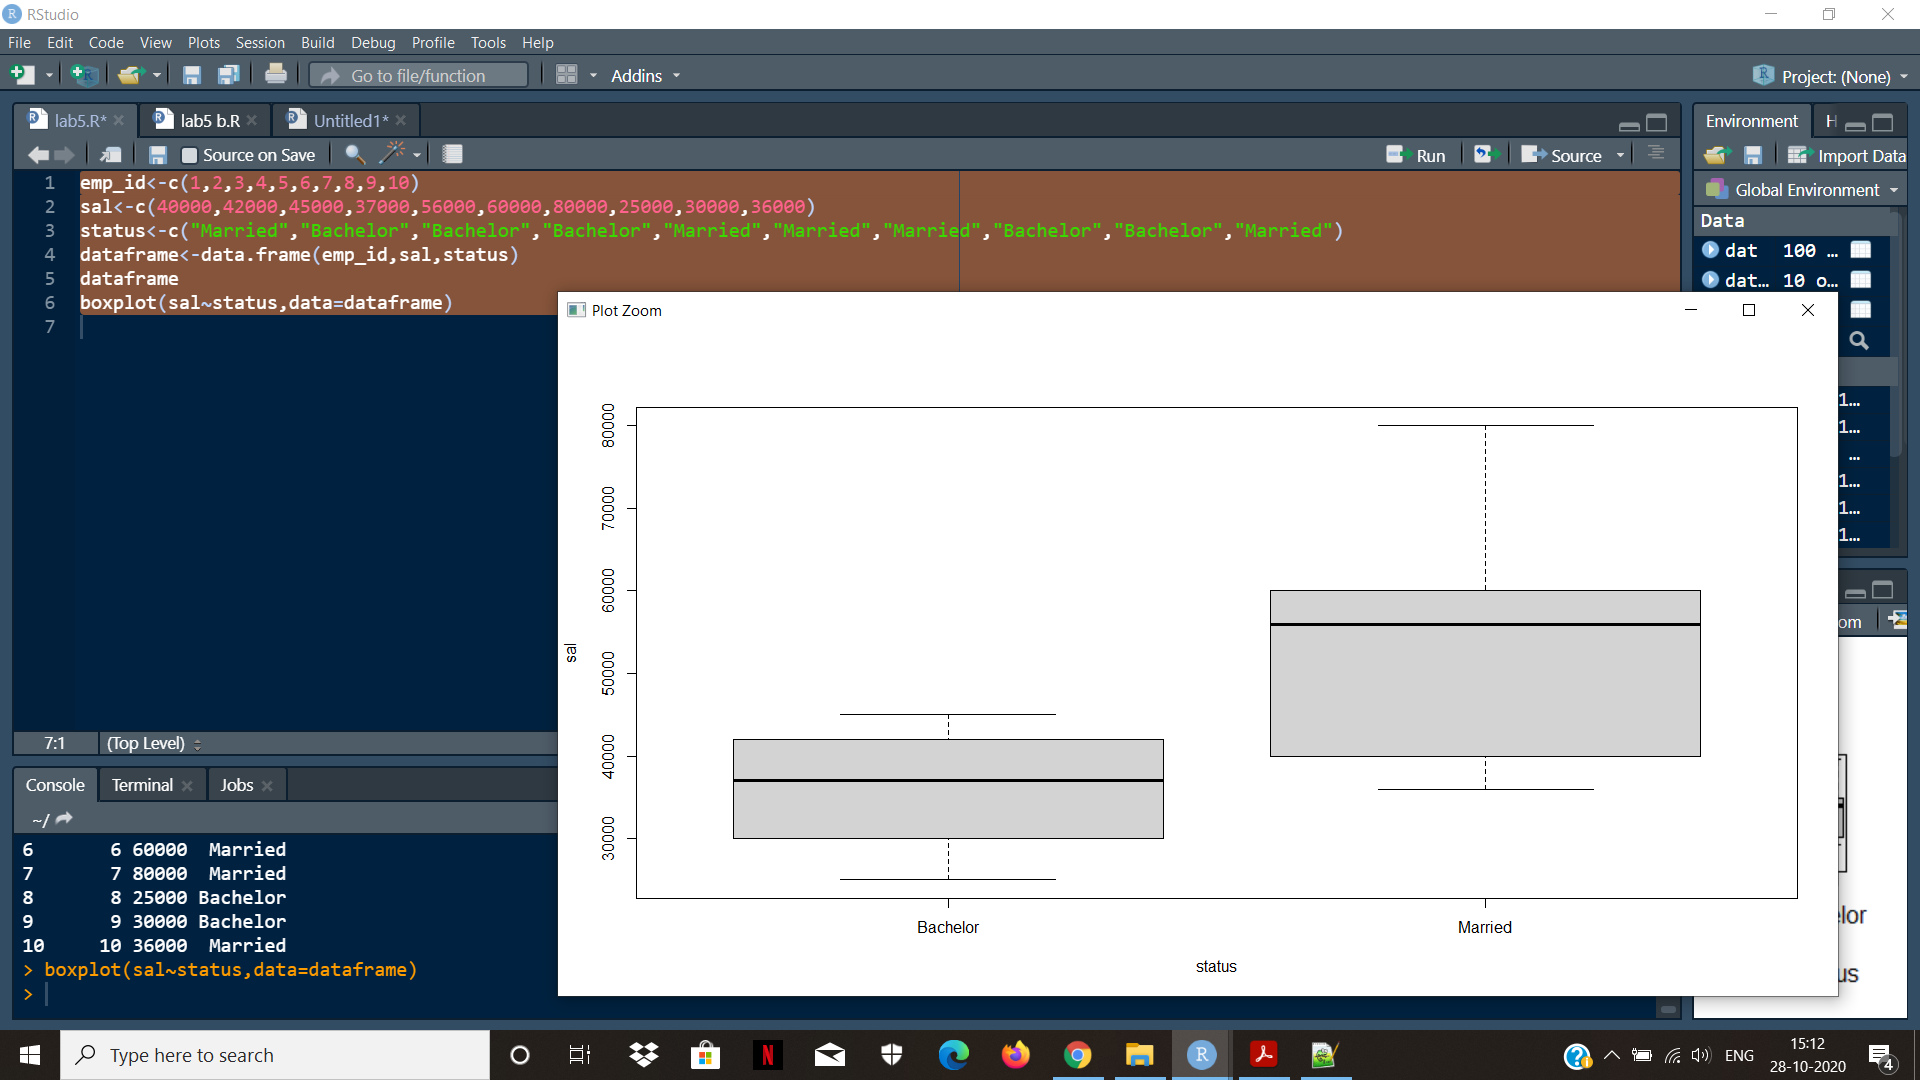 RStudio
File Edit Code View Plots Session Build Debug Profile Tools Help
Go to file/function Addins Project: (None)
lab5.R* lab5 b.R Untitled1*
Source on Save Run Source
1 emp_id<-c(1,2,3,4,5,6,7,8,9,10)
2 sal<-c(40000,42000,45000,37000,56000,60000,80000,25000,30000,36000)
3 status<-c("Married","Bachelor","Bachelor","Bachelor","Married","Married","Married","Bachelor","Bachelor","Married")
4 dataframe<-data.frame(emp_id,sal,status)
5 dataframe
6 boxplot(sal~status,data=dataframe)
7
7:1 (Top Level)
Console Terminal Jobs
~/
6 6 60000 Married
7 7 80000 Married
8 8 25000 Bachelor
9 9 30000 Bachelor
10 10 36000 Married
> boxplot(sal~status,data=dataframe)
>
Plot Zoom
80000
70000
60000
50000
40000
30000
sal
Bachelor Married
status
Environment H
Import Data
Global Environment
Data
dat 100 ...
dat... 10 o...
1...
1...
...
1...
1...
1...
om
lor
us
Type here to search
N
R
ENG
15:12
28-10-2020
4